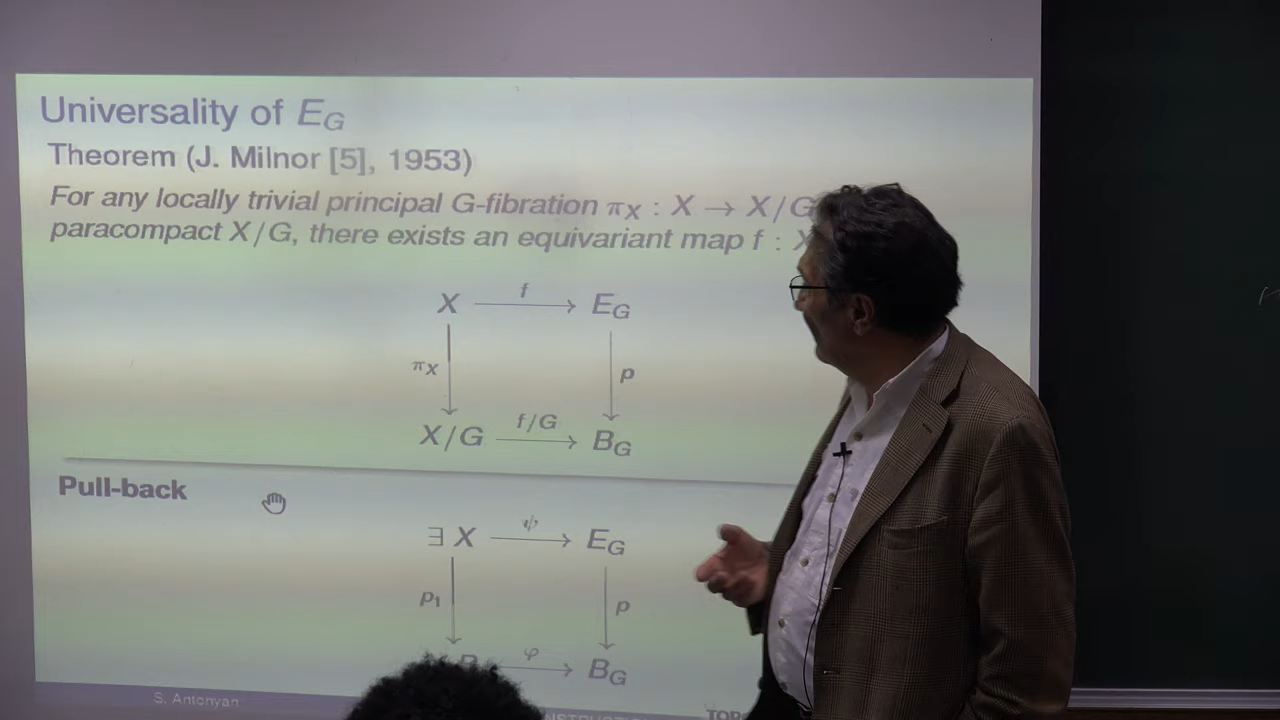 Universality of E_G
Theorem (J. Milnor [5], 1953)
For any locally trivial principal G-fibration π_X : X → X/G
paracompact X/G, there exists an equivariant map f : X
X f→ E_G
π_X p
X/G f/G→ B_G
Pull-back
∃ X ψ→ E_G
p_1 p
φ→ B_G
S. Antonyan